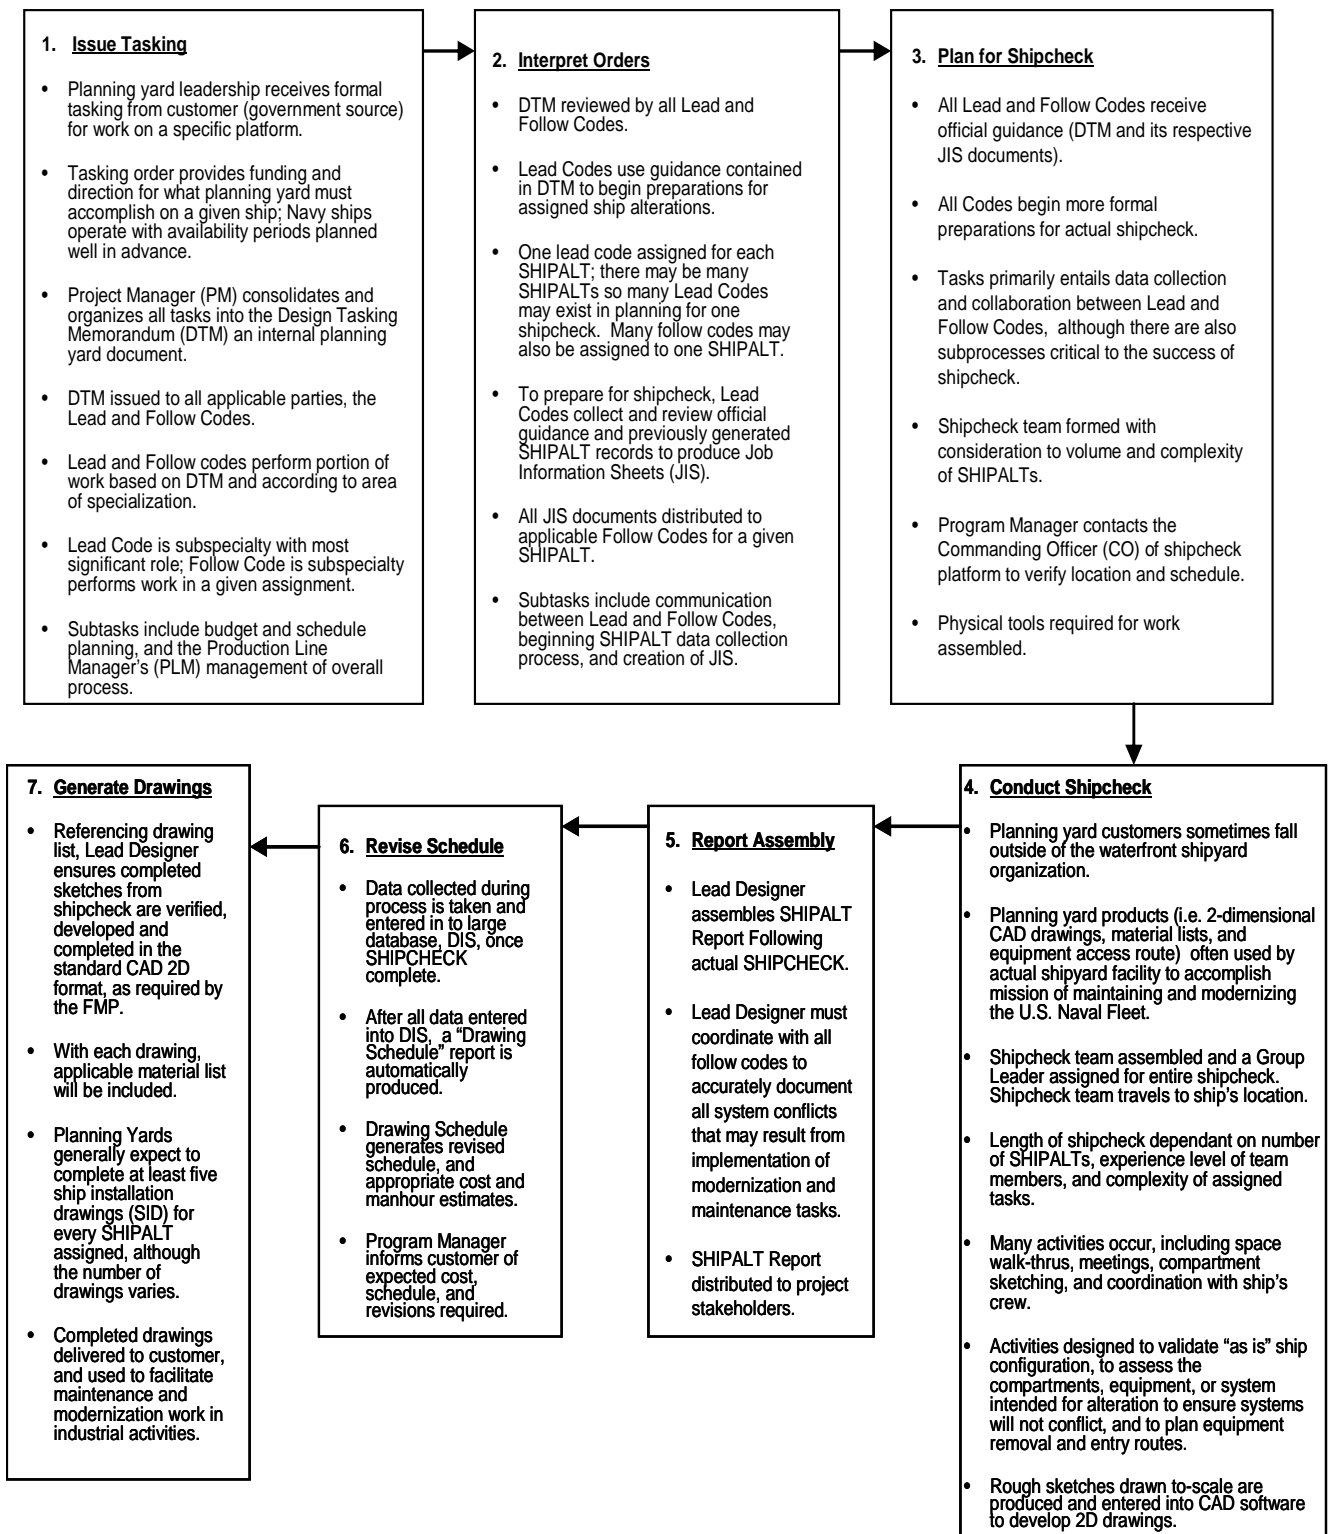 1. Issue Tasking
• Planning yard leadership receives formal
tasking from customer (government source)
for work on a specific platform.
• Tasking order provides funding and
direction for what planning yard must
accomplish on a given ship; Navy ships
operate with availability periods planned
well in advance.
• Project Manager (PM) consolidates and
organizes all tasks into the Design Tasking
Memorandum (DTM) an internal planning
yard document.
• DTM issued to all applicable parties, the
Lead and Follow Codes.
• Lead and Follow codes perform portion of
work based on DTM and according to area
of specialization.
• Lead Code is subspecialty with most
significant role; Follow Code is subspecialty
performs work in a given assignment.
• Subtasks include budget and schedule
planning, and the Production Line
Manager's (PLM) management of overall
process.
2. Interpret Orders
• DTM reviewed by all Lead and
Follow Codes.
• Lead Codes use guidance contained
in DTM to begin preparations for
assigned ship alterations.
• One lead code assigned for each
SHIPALT; there may be many
SHIPALTs so many Lead Codes
may exist in planning for one
shipcheck. Many follow codes may
also be assigned to one SHIPALT.
• To prepare for shipcheck, Lead
Codes collect and review official
guidance and previously generated
SHIPALT records to produce Job
Information Sheets (JIS).
• All JIS documents distributed to
applicable Follow Codes for a given
SHIPALT.
• Subtasks include communication
between Lead and Follow Codes,
beginning SHIPALT data collection
process, and creation of JIS.
3. Plan for Shipcheck
• All Lead and Follow Codes receive
official guidance (DTM and its respective
JIS documents).
• All Codes begin more formal
preparations for actual shipcheck.
• Tasks primarily entails data collection
and collaboration between Lead and
Follow Codes, although there are also
subprocesses critical to the success of
shipcheck.
• Shipcheck team formed with
consideration to volume and complexity
of SHIPALTs.
• Program Manager contacts the
Commanding Officer (CO) of shipcheck
platform to verify location and schedule.
• Physical tools required for work
assembled.
4. Conduct Shipcheck
• Planning yard customers sometimes fall
outside of the waterfront shipyard
organization.
• Planning yard products (i.e. 2-dimensional
CAD drawings, material lists, and
equipment access route) often used by
actual shipyard facility to accomplish
mission of maintaining and modernizing
the U.S. Naval Fleet.
• Shipcheck team assembled and a Group
Leader assigned for entire shipcheck.
Shipcheck team travels to ship's location.
• Length of shipcheck dependant on number
of SHIPALTs, experience level of team
members, and complexity of assigned
tasks.
• Many activities occur, including space
walk-thrus, meetings, compartment
sketching, and coordination with ship's
crew.
• Activities designed to validate "as is" ship
configuration, to assess the
compartments, equipment, or system
intended for alteration to ensure systems
will not conflict, and to plan equipment
removal and entry routes.
• Rough sketches drawn to-scale are
produced and entered into CAD software
to develop 2D drawings.
5. Report Assembly
• Lead Designer
assembles SHIPALT
Report Following
actual SHIPCHECK.
• Lead Designer must
coordinate with all
follow codes to
accurately document
all system conflicts
that may result from
implementation of
modernization and
maintenance tasks.
• SHIPALT Report
distributed to project
stakeholders.
6. Revise Schedule
• Data collected during
process is taken and
entered in to large
database, DIS, once
SHIPCHECK
complete.
• After all data entered
into DIS, a "Drawing
Schedule" report is
automatically
produced.
• Drawing Schedule
generates revised
schedule, and
appropriate cost and
manhour estimates.
• Program Manager
informs customer of
expected cost,
schedule, and
revisions required.
7. Generate Drawings
• Referencing drawing
list, Lead Designer
ensures completed
sketches from
shipcheck are verified,
developed and
completed in the
standard CAD 2D
format, as required by
the FMP.
• With each drawing,
applicable material list
will be included.
• Planning Yards
generally expect to
complete at least five
ship installation
drawings (SID) for
every SHIPALT
assigned, although
the number of
drawings varies.
• Completed drawings
delivered to customer,
and used to facilitate
maintenance and
modernization work in
industrial activities.